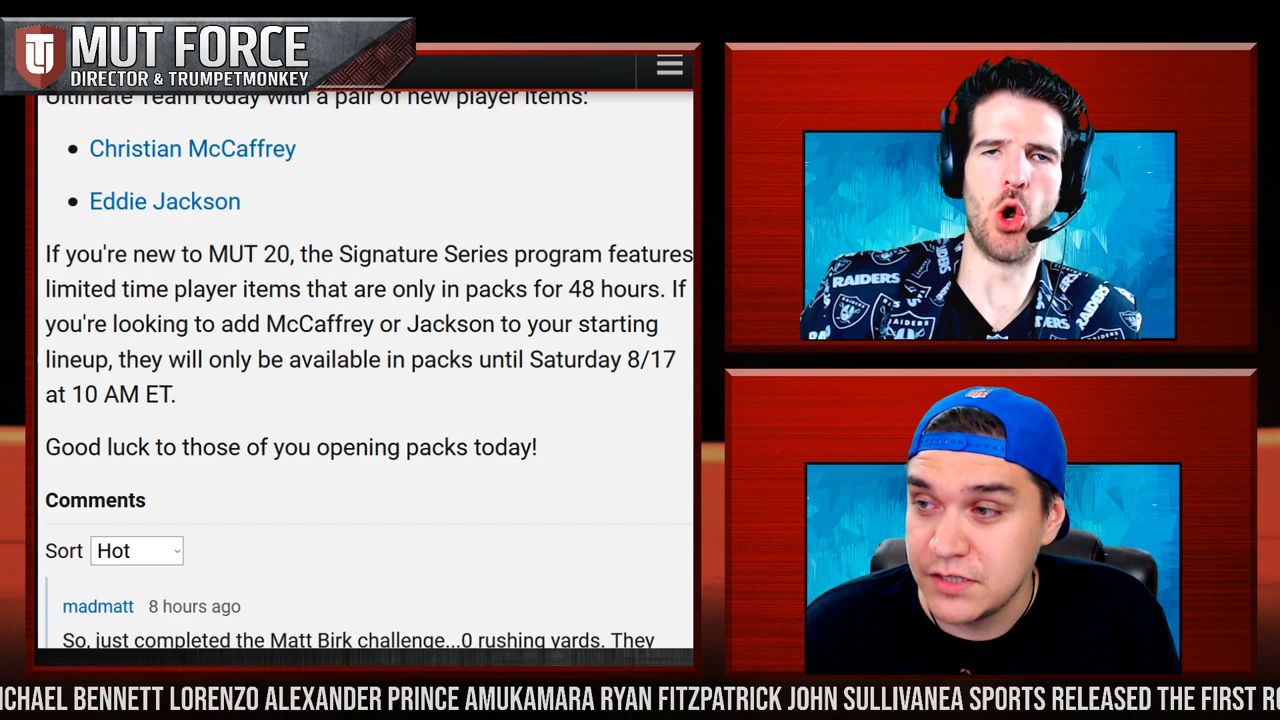 MUT FORCE
DIRECTOR & TRUMPETMONKEY
Ultimate Team today with a pair of new player items:
Christian McCaffrey
Eddie Jackson
If you're new to MUT 20, the Signature Series program features
limited time player items that are only in packs for 48 hours. If
you're looking to add McCaffrey or Jackson to your starting
lineup, they will only be available in packs until Saturday 8/17
at 10 AM ET.
Good luck to those of you opening packs today!
Comments
Sort Hot
madmatt 8 hours ago
So, just completed the Matt Birk challenge...0 rushing yards. They
RAIDERS
RAIDERS
RAIDERS
ICHAEL BENNETT LORENZO ALEXANDER PRINCE AMUKAMARA RYAN FITZPATRICK JOHN SULLIVANEA SPORTS RELEASED THE FIRST R